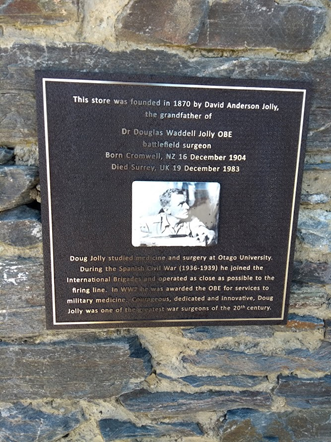 This store was founded in 1870 by David Anderson Jolly,
the grandfather of
Dr Douglas Waddell Jolly OBE
battlefield surgeon
Born Cromwell, NZ 16 December 1904
Died Surrey, UK 19 December 1983
Doug Jolly studied medicine and surgery at Otago University.
During the Spanish Civil War (1936-1939) he joined the
International Brigades and operated as close as possible to the
firing line. In WW2 he was awarded the OBE for services to
military medicine. Courageous, dedicated and innovative, Doug
Jolly was one of the greatest war surgeons of the 20th century.